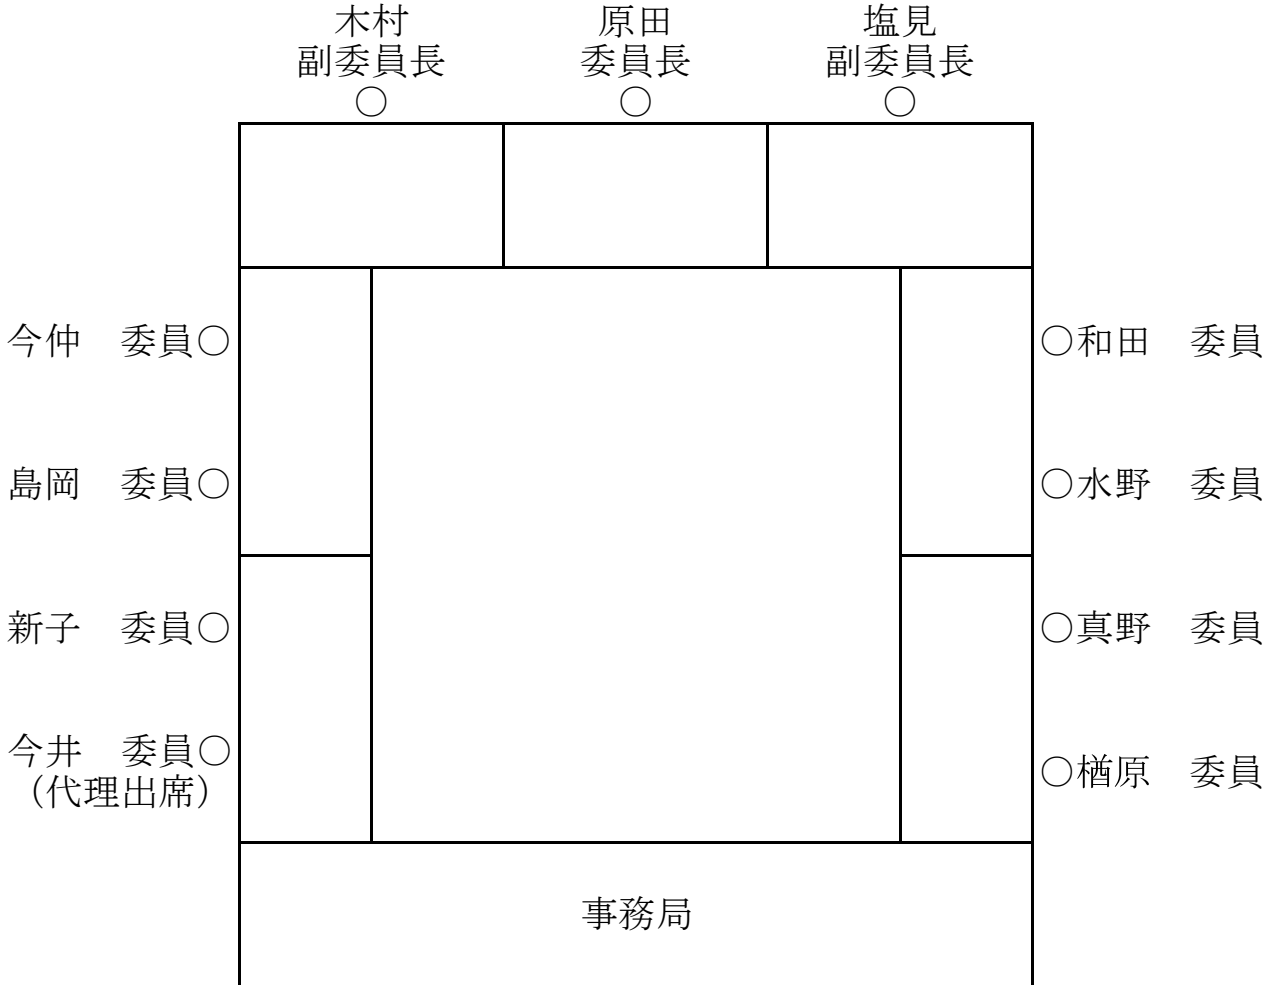 木村
副委員長
○
原田
委員長
○
塩見
副委員長
○
今仲　委員○
○和田　委員
島岡　委員○
○水野　委員
新子　委員○
○真野　委員
今井　委員○
（代理出席）
○楢原　委員
事務局